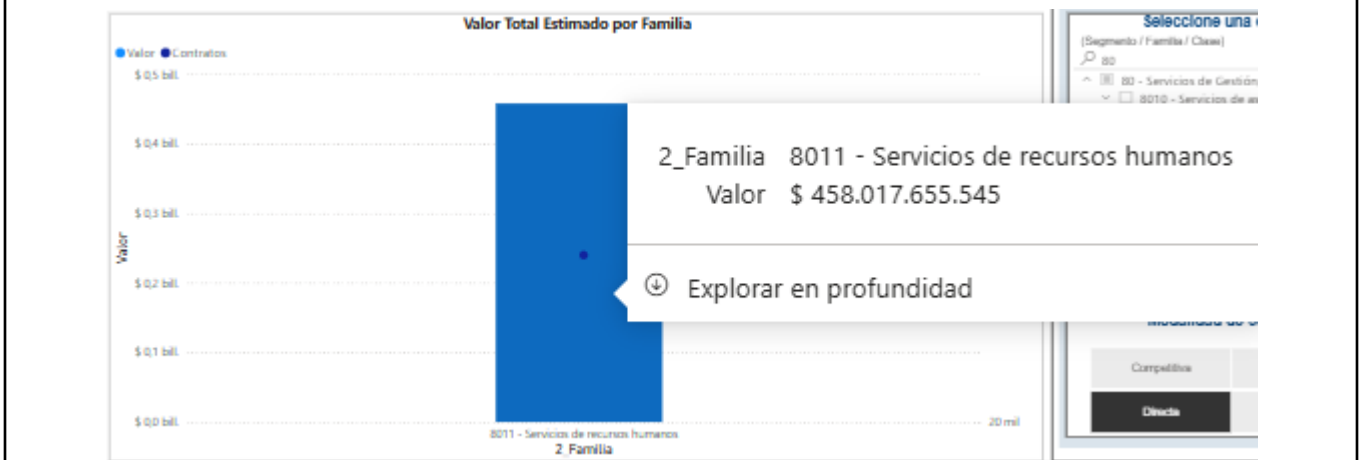 Valor Total Estimado por Familia
Valor Contratos
$ 0,5 bill.
$ 0,4 bill.
$ 0,3 bill.
$ 0,2 bill.
$ 0,1 bill.
$ 0,0 bill.
Valor
20 mil
8011 - Servicios de recursos humanos
2_Familia
2_Familia 8011 - Servicios de recursos humanos
Valor $ 458.017.655.545
Explorar en profundidad
Seleccione una
(Segmento / Familia / Clase)
80
80 - Servicios de Gestión
8010 - Servicios de
Competitiva
Directa